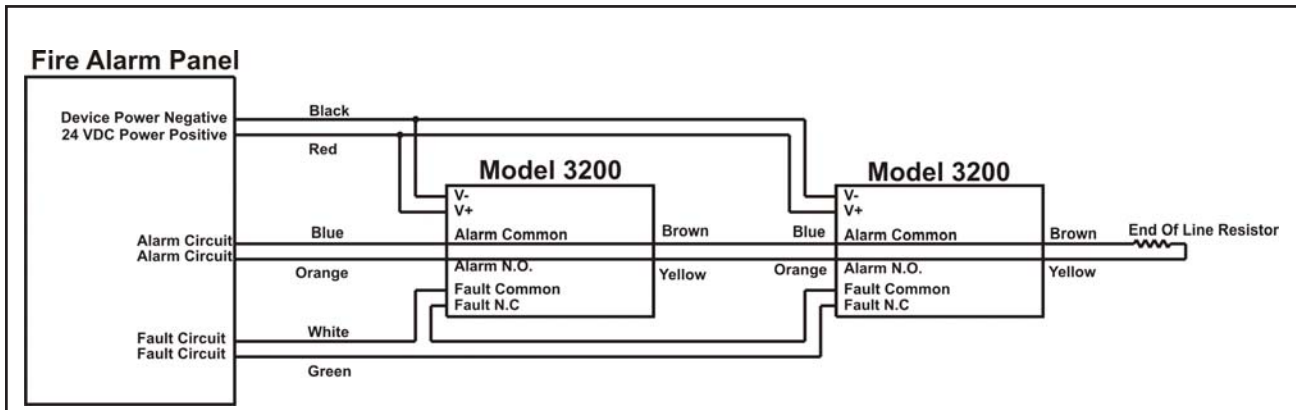 Fire Alarm Panel
Device Power Negative
24 VDC Power Positive
Black
Red
Model 3200
Model 3200
V-
V+
V-
V+
Alarm Circuit
Alarm Circuit
Blue
Orange
Alarm Common
Alarm N.O.
Fault Common
Fault N.C
Brown
Yellow
Blue
Orange
Alarm Common
Alarm N.O.
Fault Common
Fault N.C
Brown
Yellow
End Of Line Resistor
Fault Circuit
Fault Circuit
White
Green